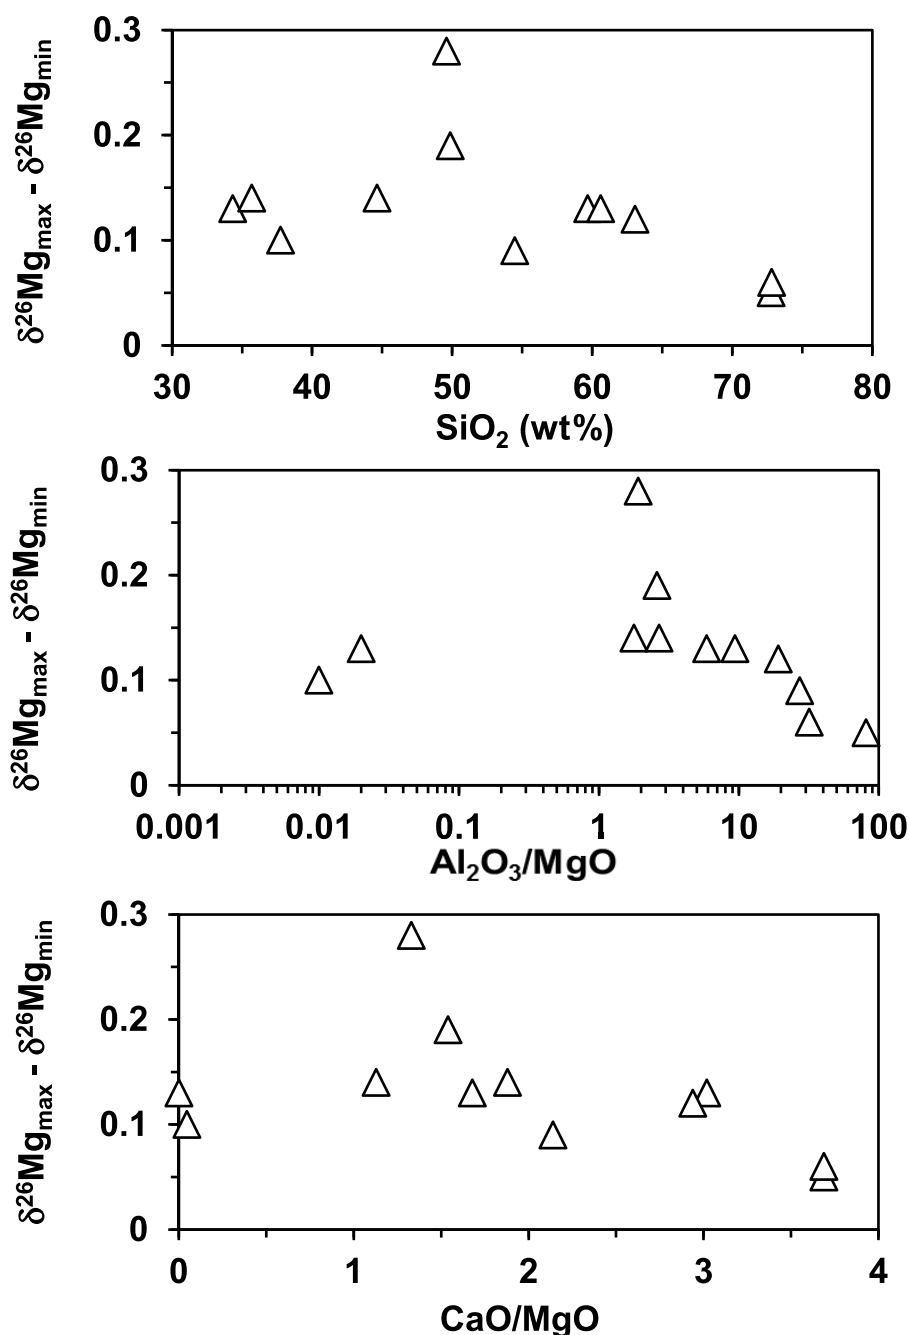 0.3
0.2
0.1
0
δ²⁶Mgₘₐₓ - δ²⁶Mgₘᵢₙ
30 40 50 60 70 80
SiO₂ (wt%)
0.3
0.2
0.1
0
δ²⁶Mgₘₐₓ - δ²⁶Mgₘᵢₙ
0.001 0.01 0.1 1 10 100
Al₂O₃/MgO
0.3
0.2
0.1
0
δ²⁶Mgₘₐₓ - δ²⁶Mgₘᵢₙ
0 1 2 3 4
CaO/MgO